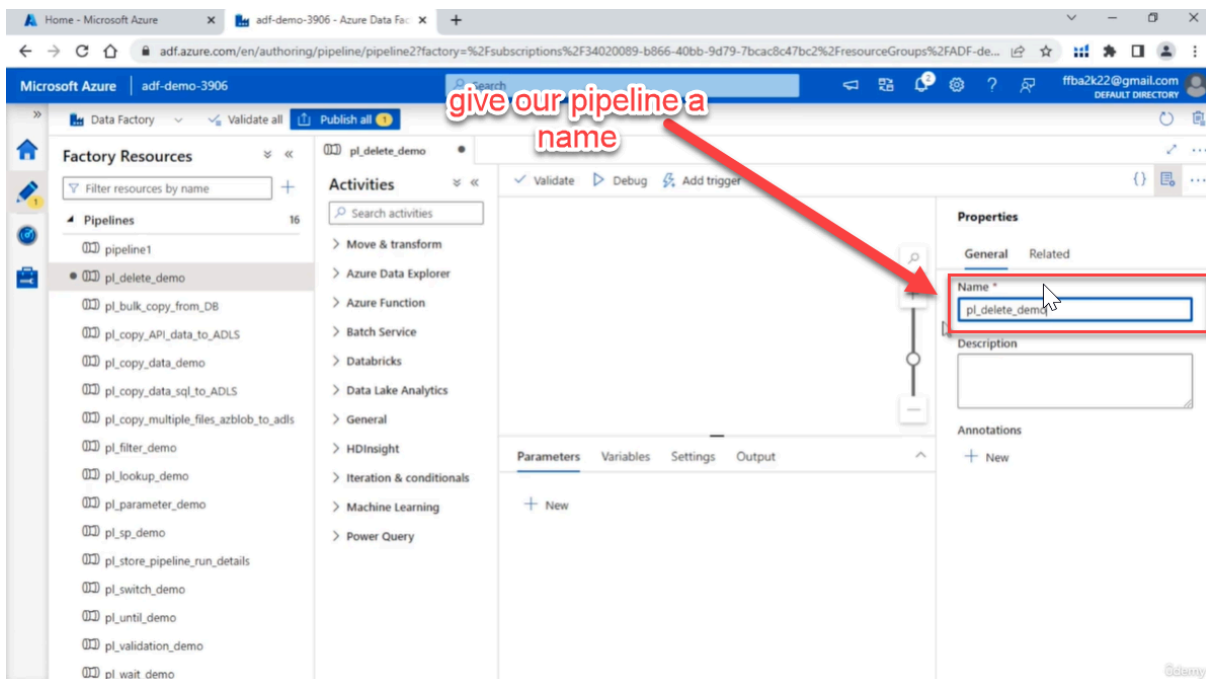 Home - Microsoft Azure
adf-demo-3906 - Azure Data Fac
adf.azure.com/en/authoring/pipeline/pipeline2?factory=%2Fsubscriptions%2F34020089-b866-40bb-9d79-7bcac8c47bc2%2FresourceGroups%2FADF-de...
Microsoft Azure
adf-demo-3906
Search
2
ffba2k22@gmail.com
DEFAULT DIRECTORY
give our pipeline a
name
Data Factory
Validate all
Publish all 1
Factory Resources
Filter resources by name
1
Pipelines 16
pipeline1
pl_delete_demo
pl_bulk_copy_from_DB
pl_copy_API_data_to_ADLS
pl_copy_data_demo
pl_copy_data_sql_to_ADLS
pl_copy_multiple_files_azblob_to_adls
pl_filter_demo
pl_lookup_demo
pl_parameter_demo
pl_sp_demo
pl_store_pipeline_run_details
pl_switch_demo
pl_until_demo
pl_validation_demo
pl_wait_demo
pl_delete_demo
Activities
Search activities
Move & transform
Azure Data Explorer
Azure Function
Batch Service
Databricks
Data Lake Analytics
General
HDInsight
Iteration & conditionals
Machine Learning
Power Query
Validate
Debug
Add trigger
Parameters
Variables
Settings
Output
New
Properties
General
Related
Name *
pl_delete_demo
Description
Annotations
New
ûdemy